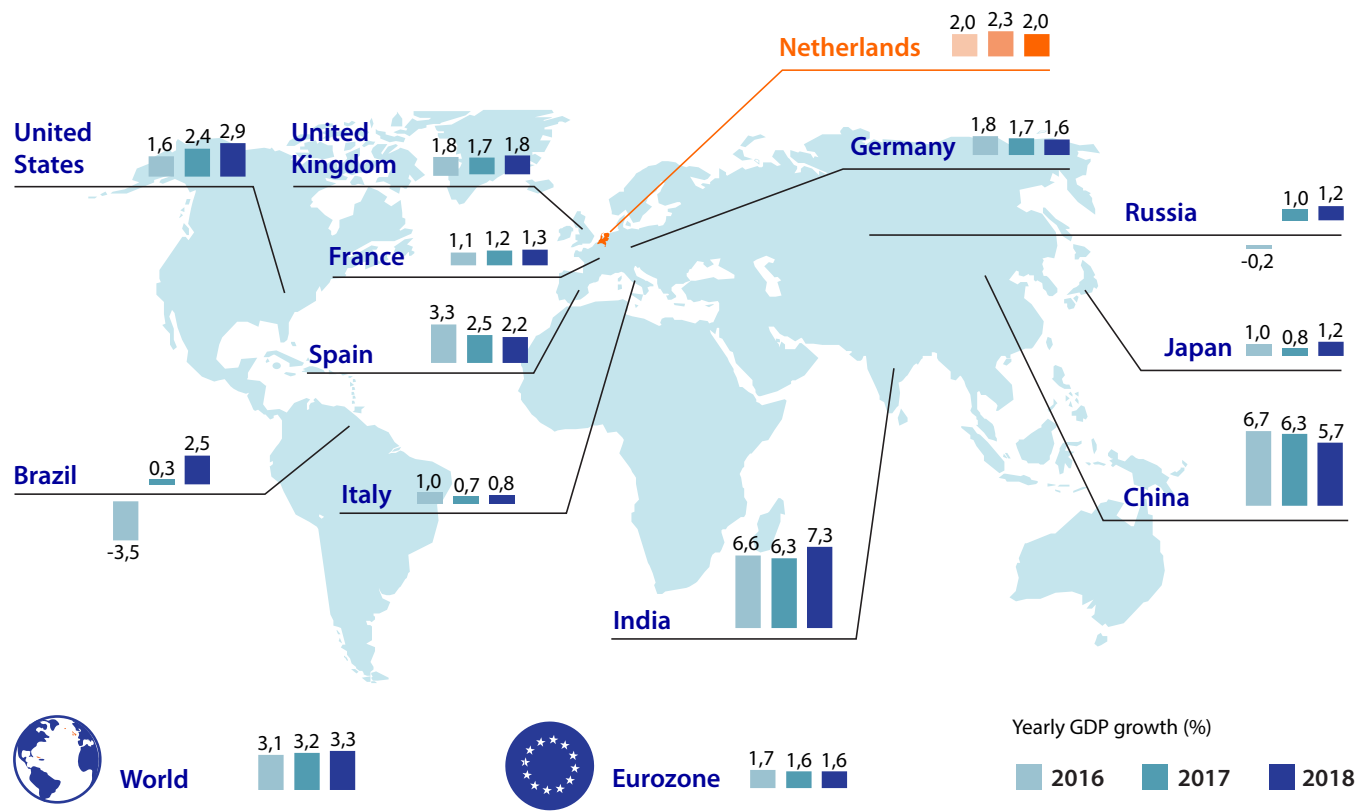 Netherlands
2,0 2,3 2,0
United
States
1,6 2,4 2,9
United
Kingdom
1,8 1,7 1,8
Germany
1,8 1,7 1,6
Russia
-0,2 1,0 1,2
France
1,1 1,2 1,3
Spain
3,3 2,5 2,2
Japan
1,0 0,8 1,2
Brazil
-3,5 0,3 2,5
Italy
1,0 0,7 0,8
China
6,7 6,3 5,7
India
6,6 6,3 7,3
World
3,1 3,2 3,3
Eurozone
1,7 1,6 1,6
Yearly GDP growth (%)
2016 2017 2018